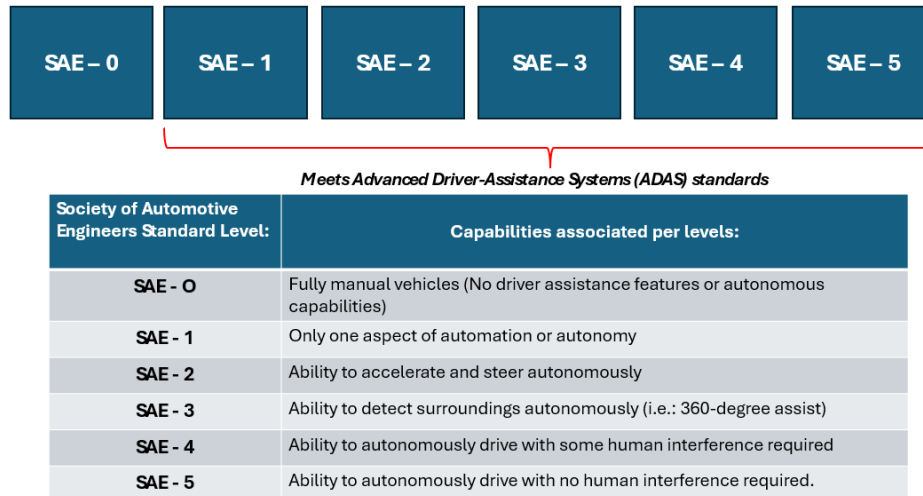 SAE – 0
SAE – 1
SAE – 2
SAE – 3
SAE – 4
SAE – 5
Meets Advanced Driver-Assistance Systems (ADAS) standards
Society of Automotive
Engineers Standard Level:
Capabilities associated per levels:
SAE - O
Fully manual vehicles (No driver assistance features or autonomous
capabilities)
SAE - 1
Only one aspect of automation or autonomy
SAE - 2
Ability to accelerate and steer autonomously
SAE - 3
Ability to detect surroundings autonomously (i.e.: 360-degree assist)
SAE - 4
Ability to autonomously drive with some human interference required
SAE - 5
Ability to autonomously drive with no human interference required.